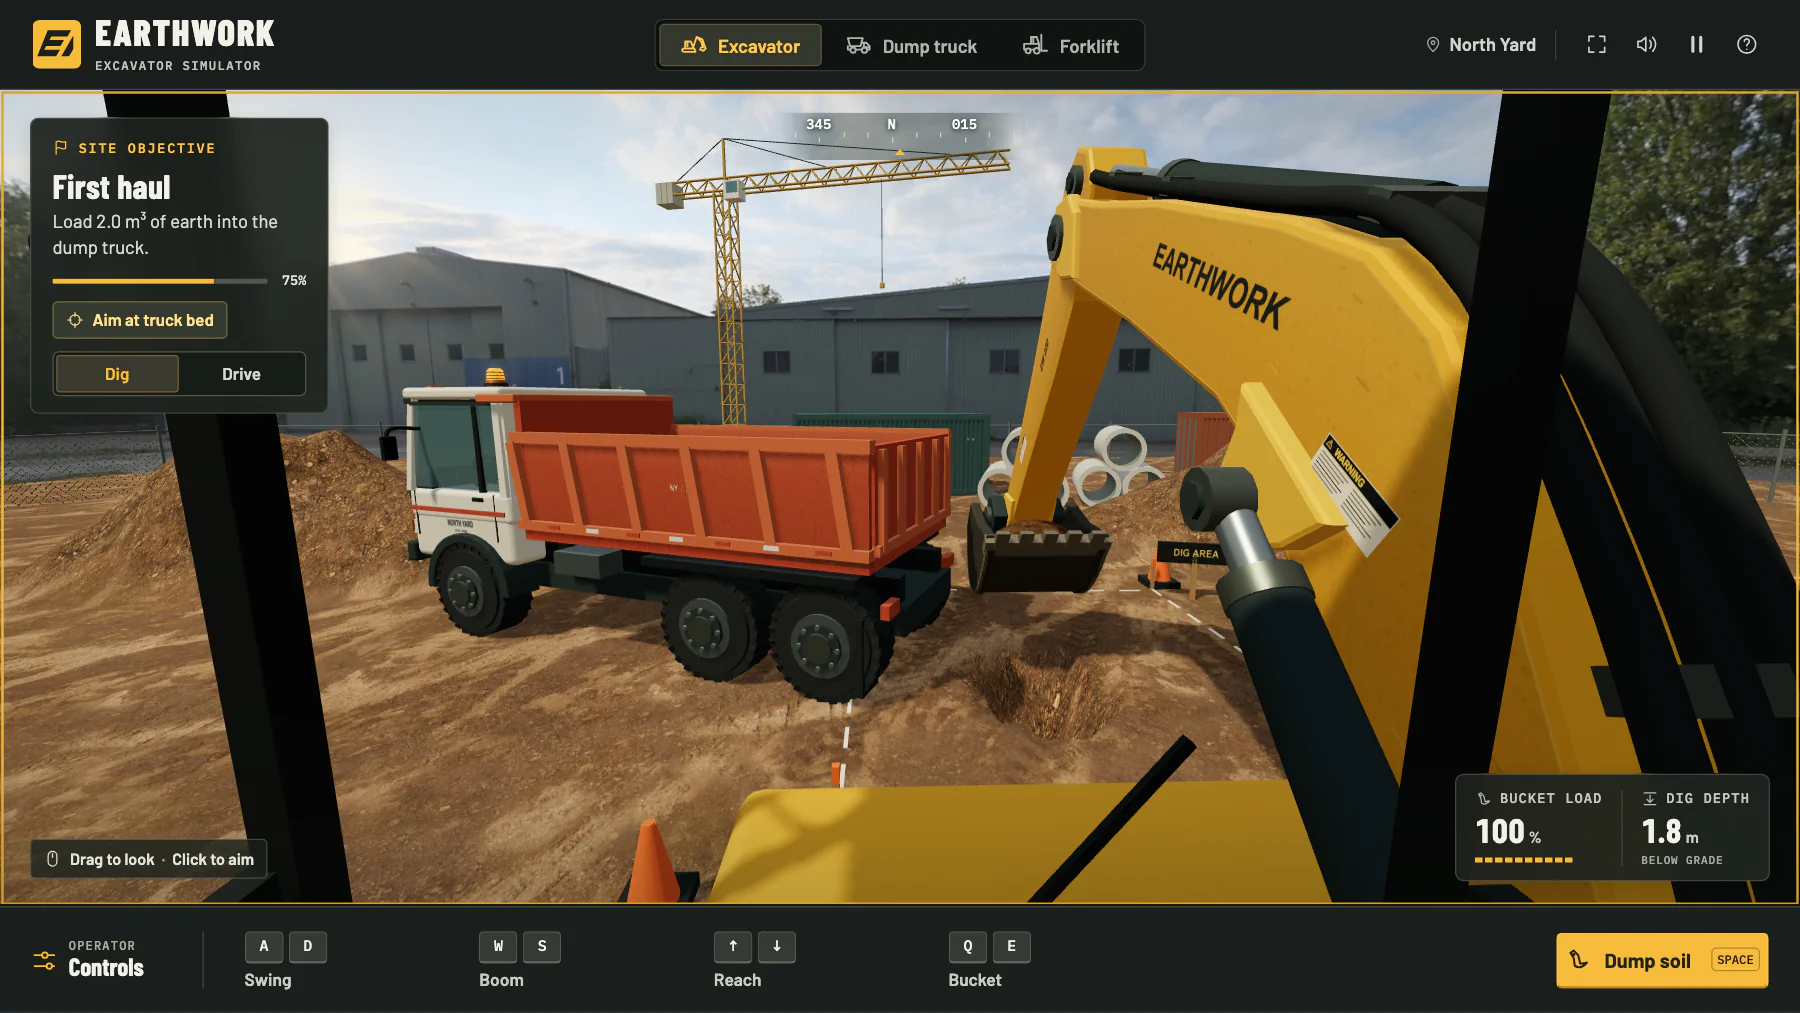 EARTHWORK
EXCAVATOR SIMULATOR
Excavator
Dump truck
Forklift
North Yard
SITE OBJECTIVE
First haul
Load 2.0 m³ of earth into the
dump truck.
75%
Aim at truck bed
Dig
Drive
345
N
015
EARTHWORK
WARNING
DIG AREA
1
NORTH YARD
Drag to look · Click to aim
BUCKET LOAD
100 %
DIG DEPTH
1.8 m
BELOW GRADE
OPERATOR
Controls
A D
Swing
W S
Boom
↑ ↓
Reach
Q E
Bucket
Dump soil
SPACE